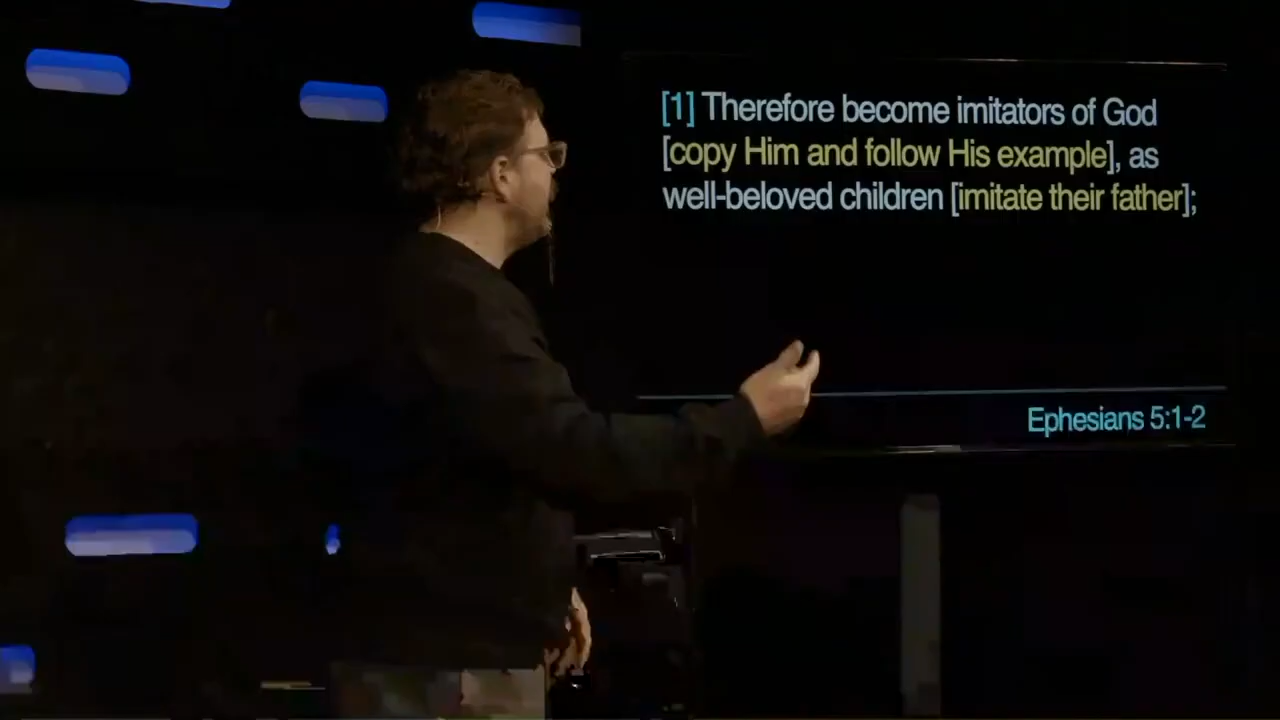 [1] Therefore become imitators of God
[copy Him and follow His example], as
well-beloved children [imitate their father];
Ephesians 5:1-2